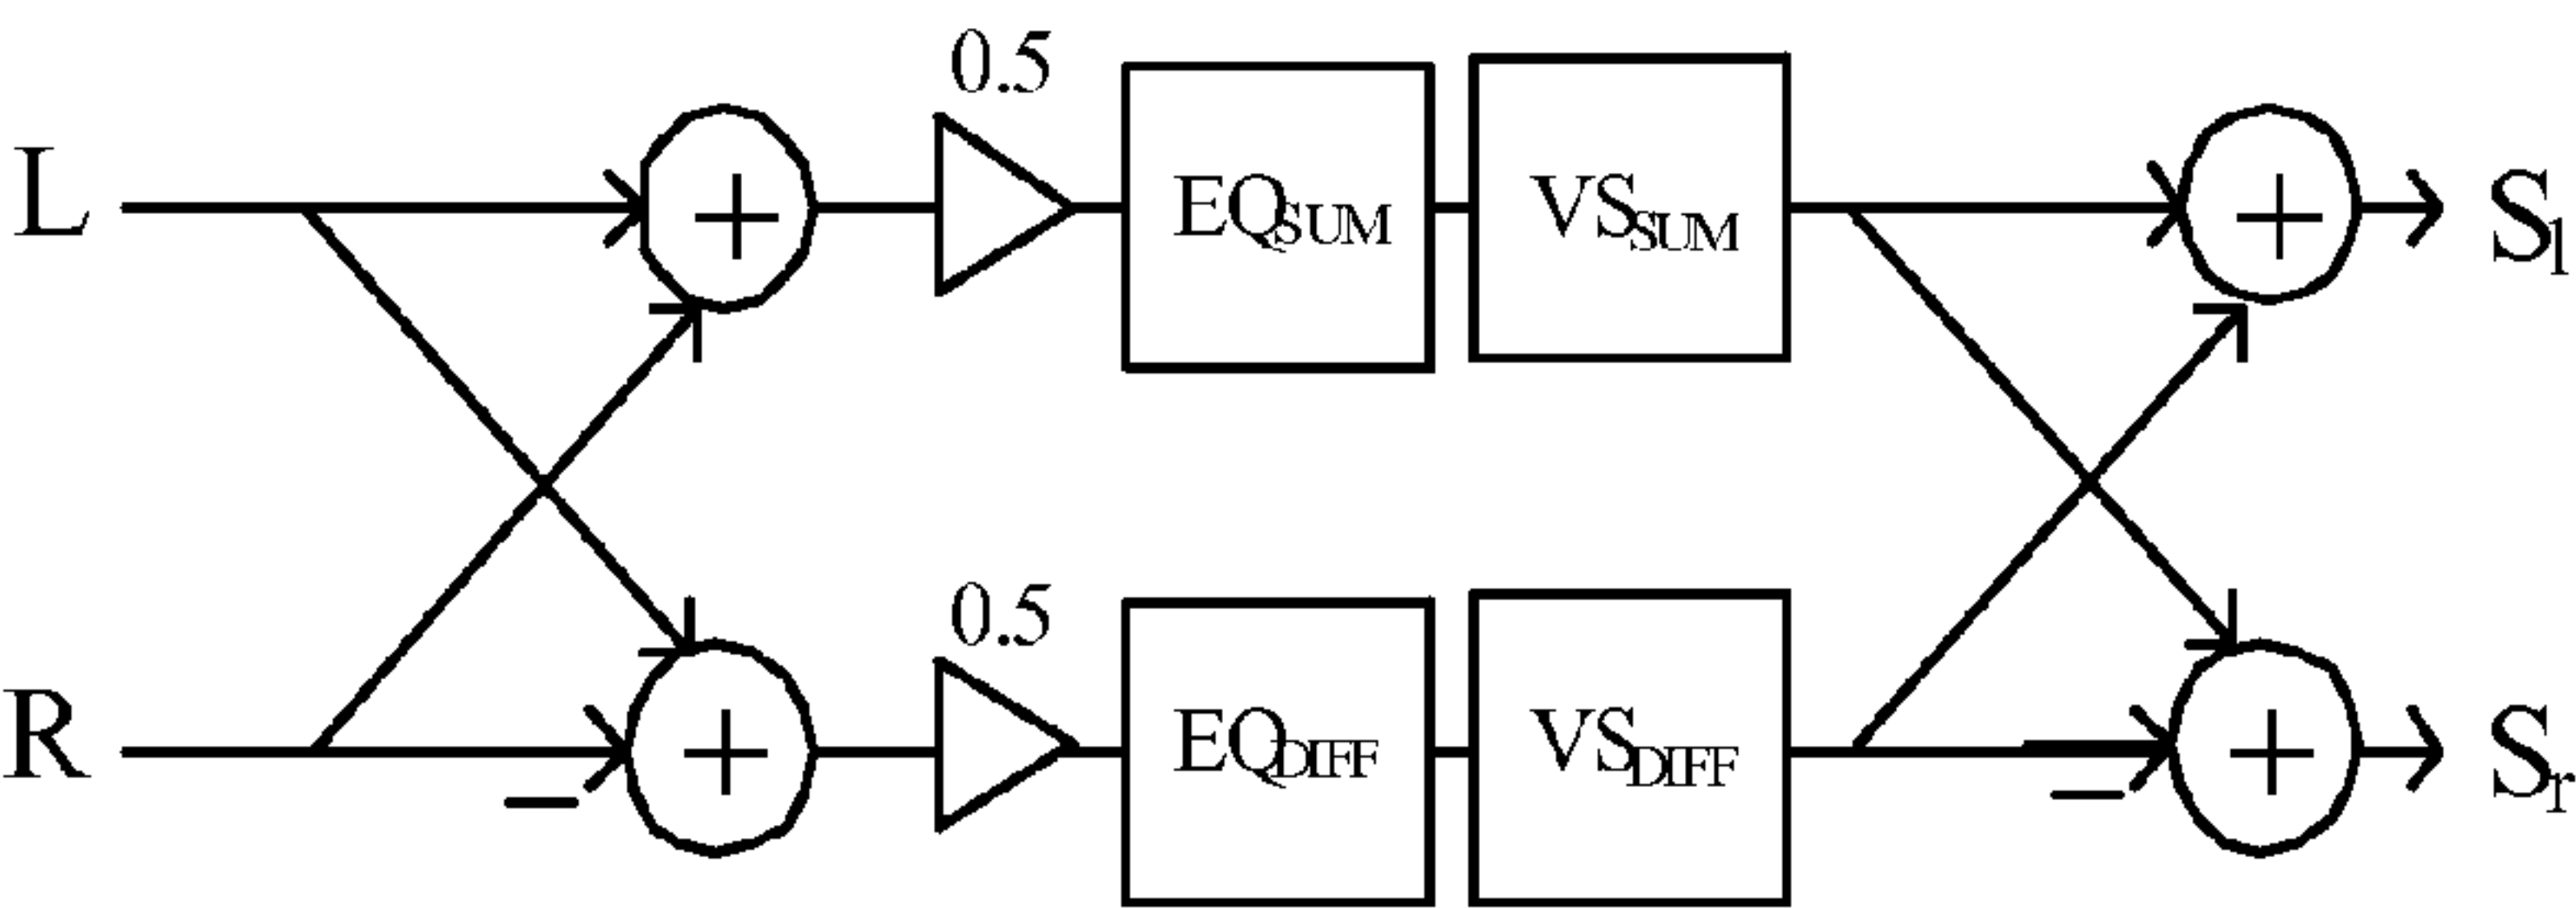 0.5
L + EQSUM VSSUM + Sl
0.5
R − + EQDIFF VSDIFF − + Sr